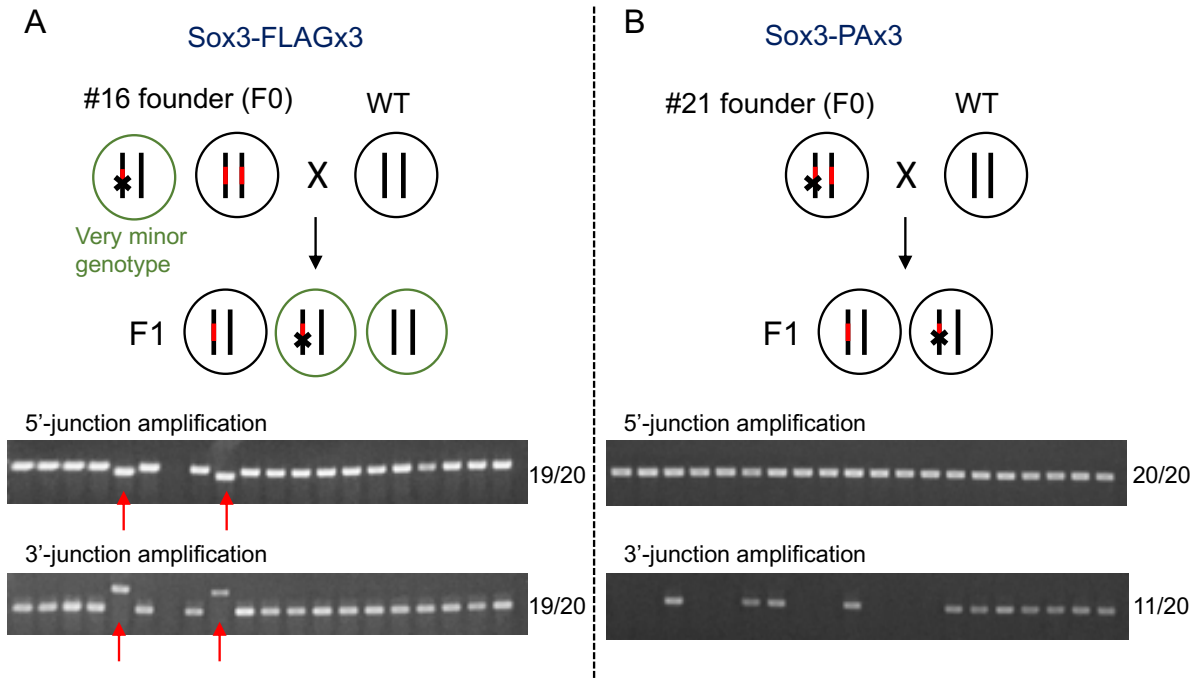 A
Sox3-FLAGx3
#16 founder (F0)
WT
X
Very minor
genotype
F1
5’-junction amplification
19/20
3’-junction amplification
19/20
B
Sox3-PAx3
#21 founder (F0)
WT
X
F1
5’-junction amplification
20/20
3’-junction amplification
11/20